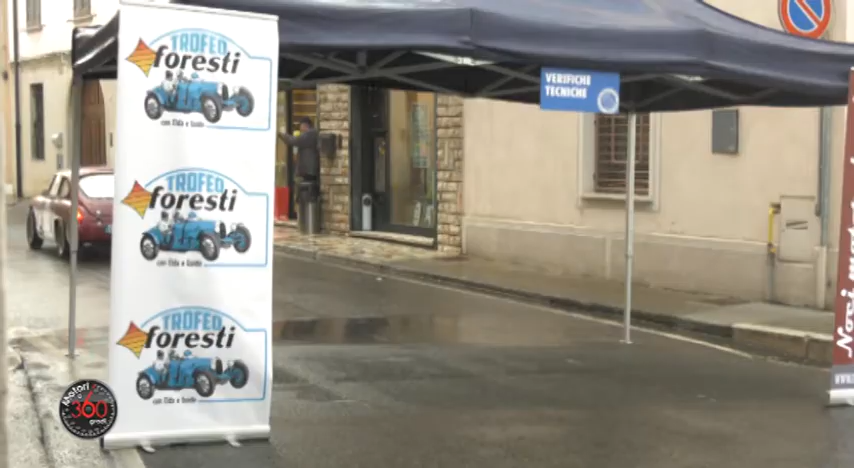 TROFEO
foresti
con Elda e Guido
VERIFICHE
TECNICHE
TROFEO
foresti
con Elda e Guido
TROFEO
foresti
con Elda e Guido
Motori
360